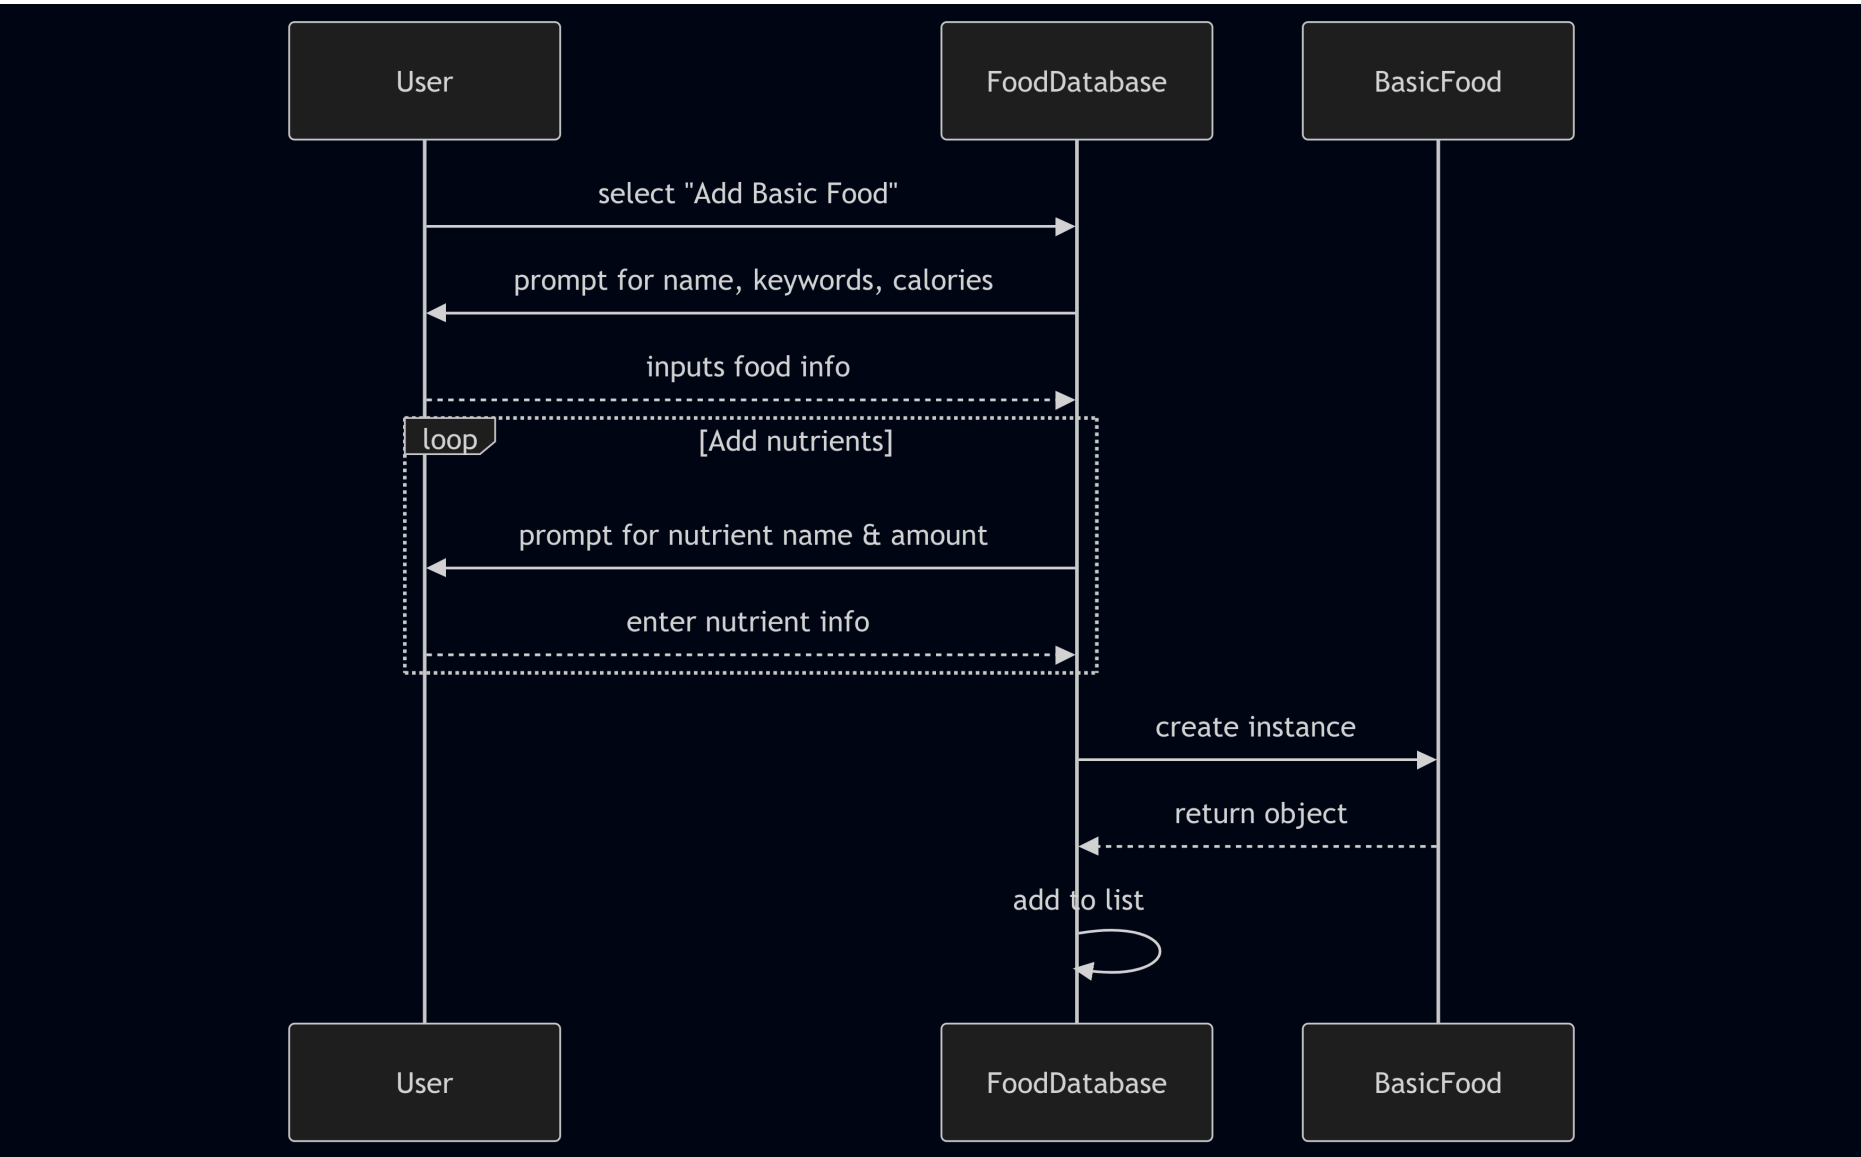 User
FoodDatabase
BasicFood
select "Add Basic Food"
prompt for name, keywords, calories
inputs food info
loop
[Add nutrients]
prompt for nutrient name & amount
enter nutrient info
create instance
return object
add to list
User
FoodDatabase
BasicFood